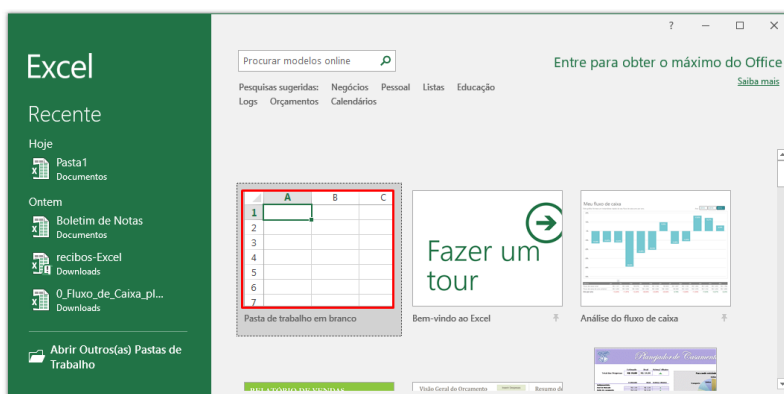 ?
Excel
Recente
Hoje
Pasta1
Documentos
Ontem
Boletim de Notas
Documentos
recibos-Excel
Downloads
0_Fluxo_de_Caixa_pl...
Downloads
Abrir Outros(as) Pastas de
Trabalho
Procurar modelos online
Entre para obter o máximo do Office
Saiba mais
Pesquisas sugeridas: Negócios Pessoal Listas Educação
Logs Orçamentos Calendários
A B C
1
2
3
4
5
6
7
Pasta de trabalho em branco
Fazer um
tour
Bem-vindo ao Excel
Meu fluxo de caixa
Análise do fluxo de caixa
RELATÓRIO DE VENDAS
Visão Geral do Orçamento
Resumo d
Planejador de Casament